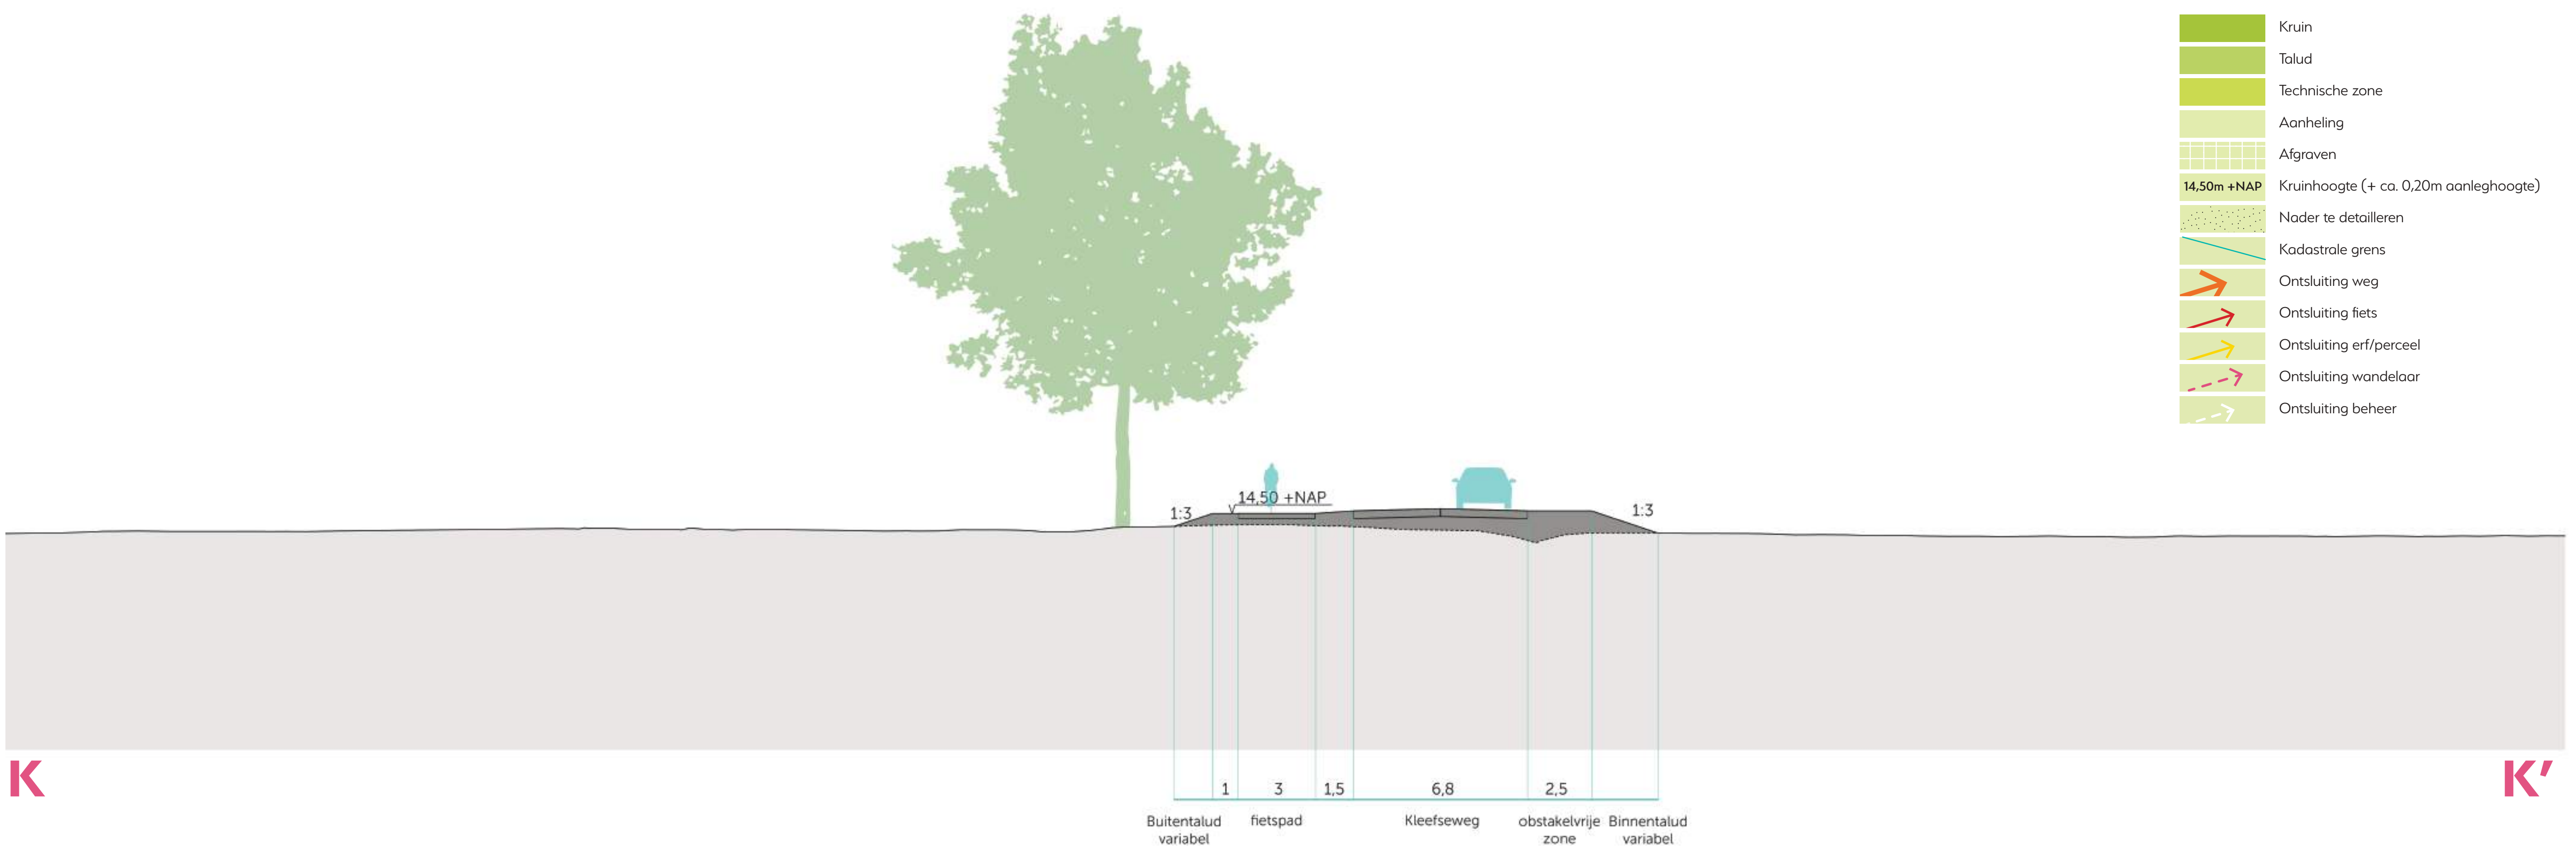 Kruin
Talud
Technische zone
Aanheling
Afgraven
14,50m +NAP Kruinhoogte (+ ca. 0,20m aanleghoogte)
Nader te detailleren
Kadastrale grens
Ontsluiting weg
Ontsluiting fiets
Ontsluiting erf/perceel
Ontsluiting wandelaar
Ontsluiting beheer
14,50 +NAP
1:3
1:3
K
K'
1 3 1,5 6,8 2,5
Buitentalud fietspad Kleefseweg obstakelvrije Binnentalud
variabel zone variabel